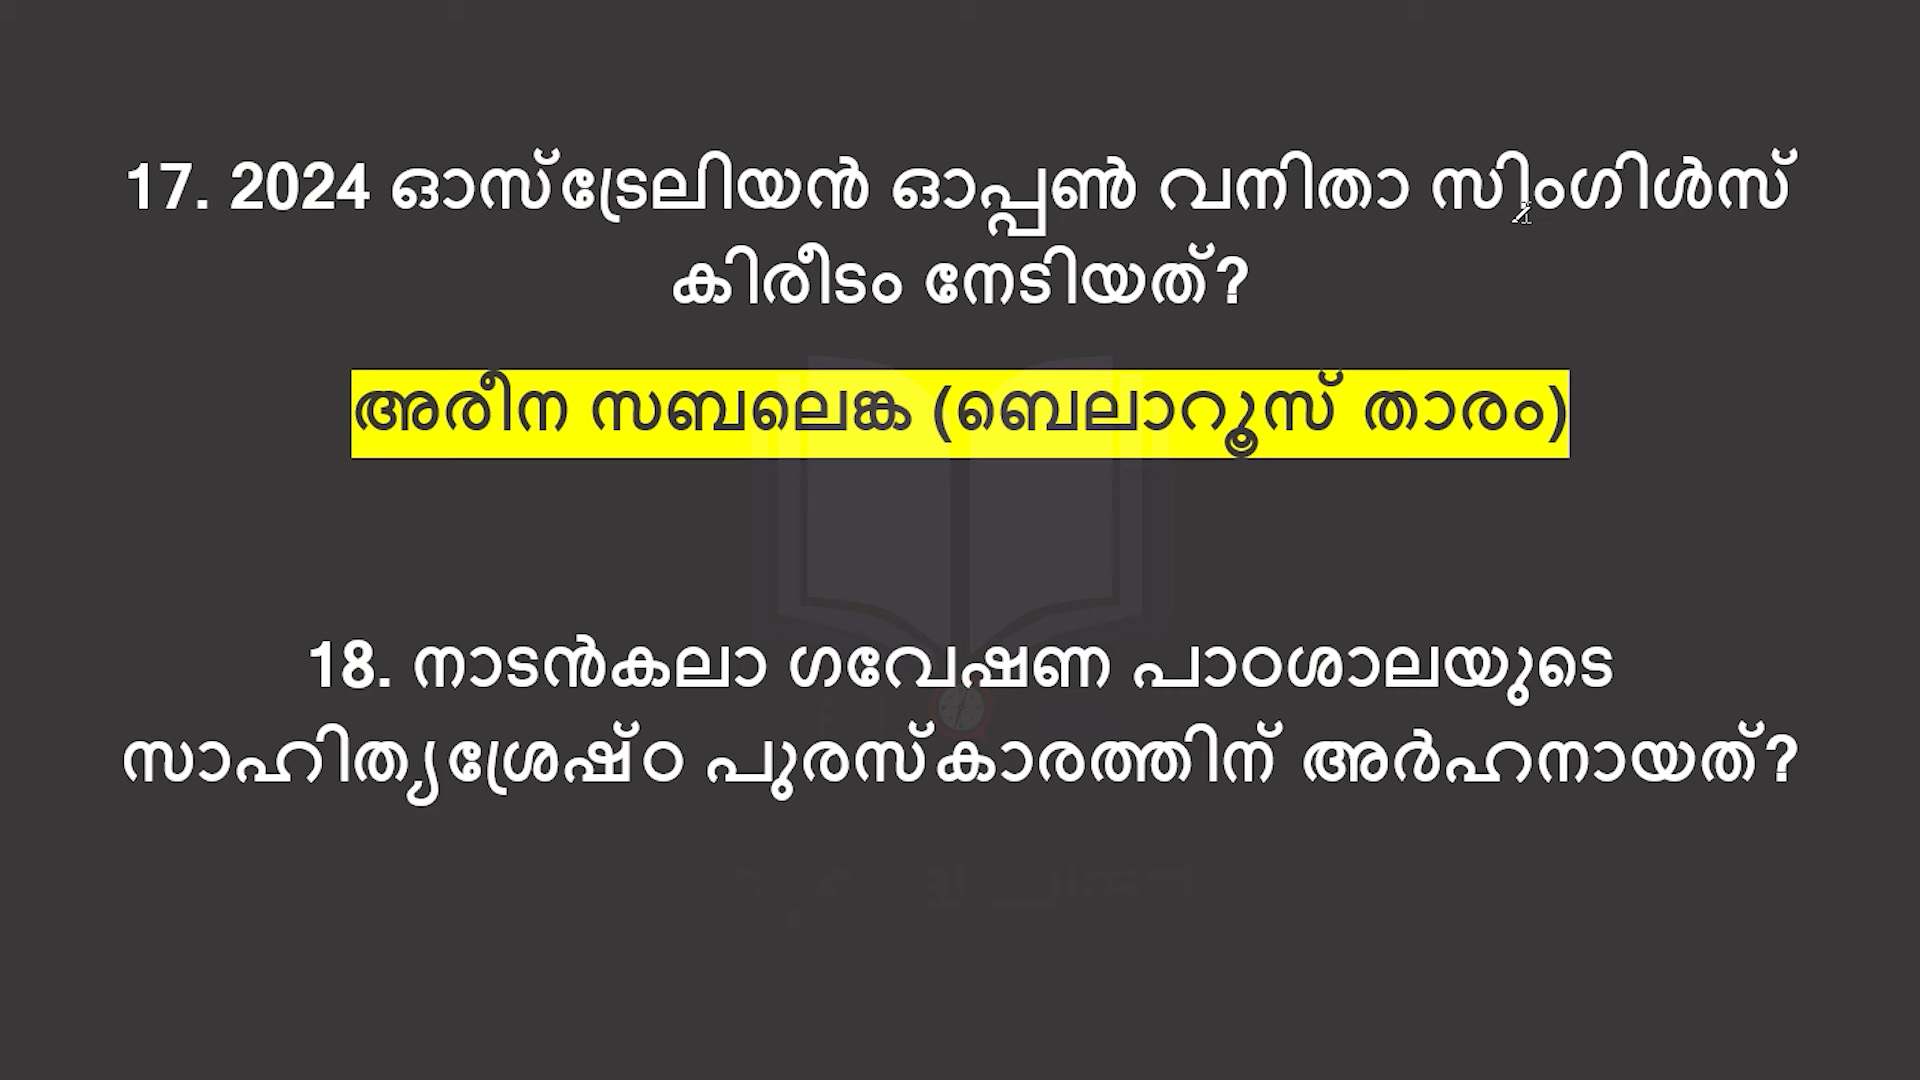 17. 2024 ഓസ്ട്രേലിയൻ ഓപ്പൺ വനിതാ സിംഗിൾസ്
കിരീടം നേടിയത്?
അരീന സബലെങ്ക (ബെലാറൂസ് താരം)
18. നാടൻകലാ ഗവേഷണ പാഠശാലയുടെ
സാഹിത്യശ്രേഷ്ഠ പുരസ്കാരത്തിന് അർഹനായത്?